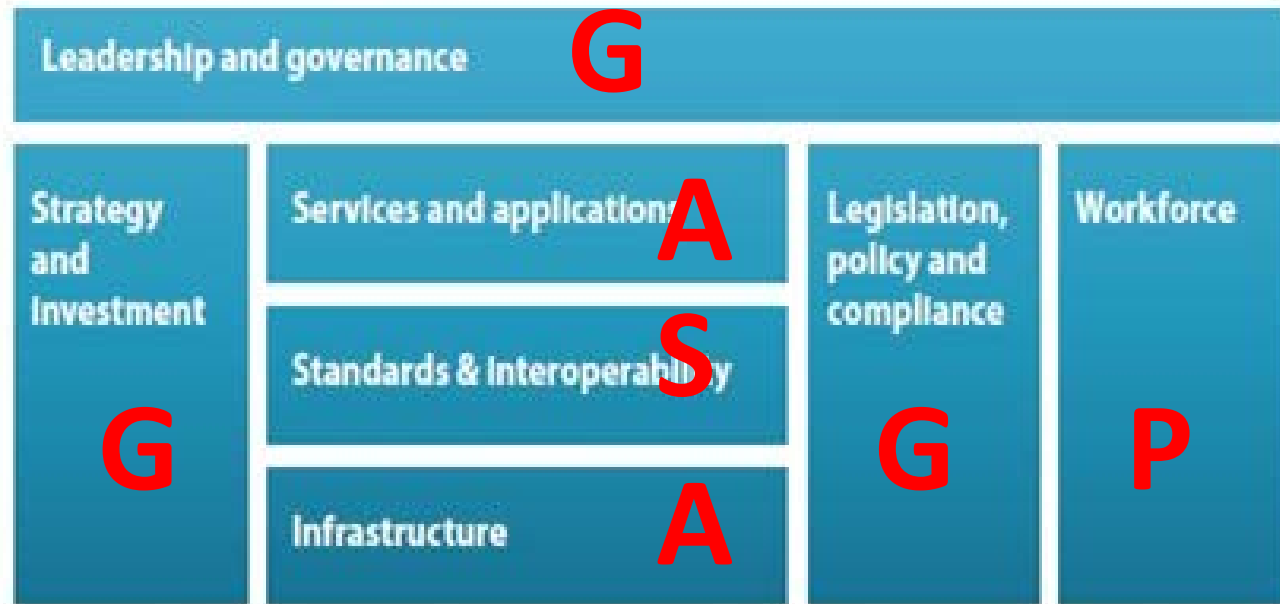 Leadership and governance G
Strategy
and
investment
G
Services and applications A
Standards & interoperability S
Infrastructure A
Legislation,
policy and
compliance
G
Workforce
P